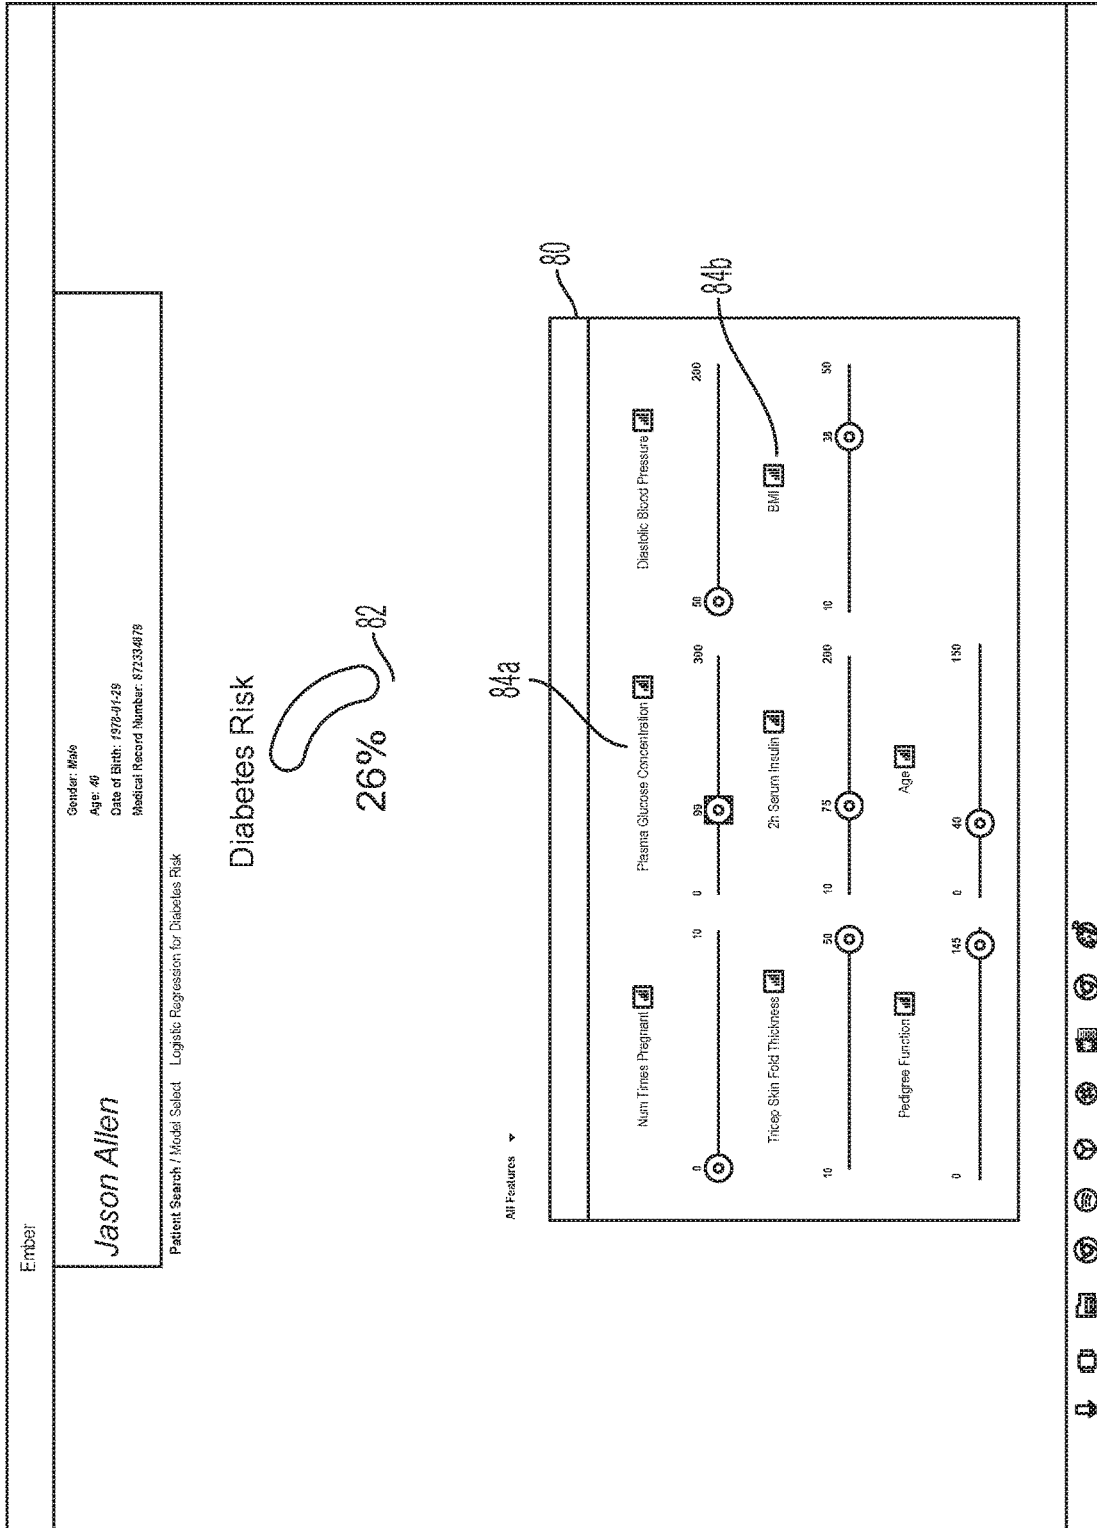 Ember
Jason Allen
Gender: Male
Age: 40
Date of Birth: 1978-01-29
Medical Record Number: 872334879
Patient Search / Model Select Logistic Regression for Diabetes Risk
Diabetes Risk
26%
82
All Features
80
84a
84b
Num Times Pregnant Plasma Glucose Concentration Diastolic Blood Pressure
0 10 0 99 300 50 200
Tricep Skin Fold Thickness 2h Serum Insulin BMI
10 50 10 75 200 10 38 50
Pedigree Function Age
0 145 0 40 150